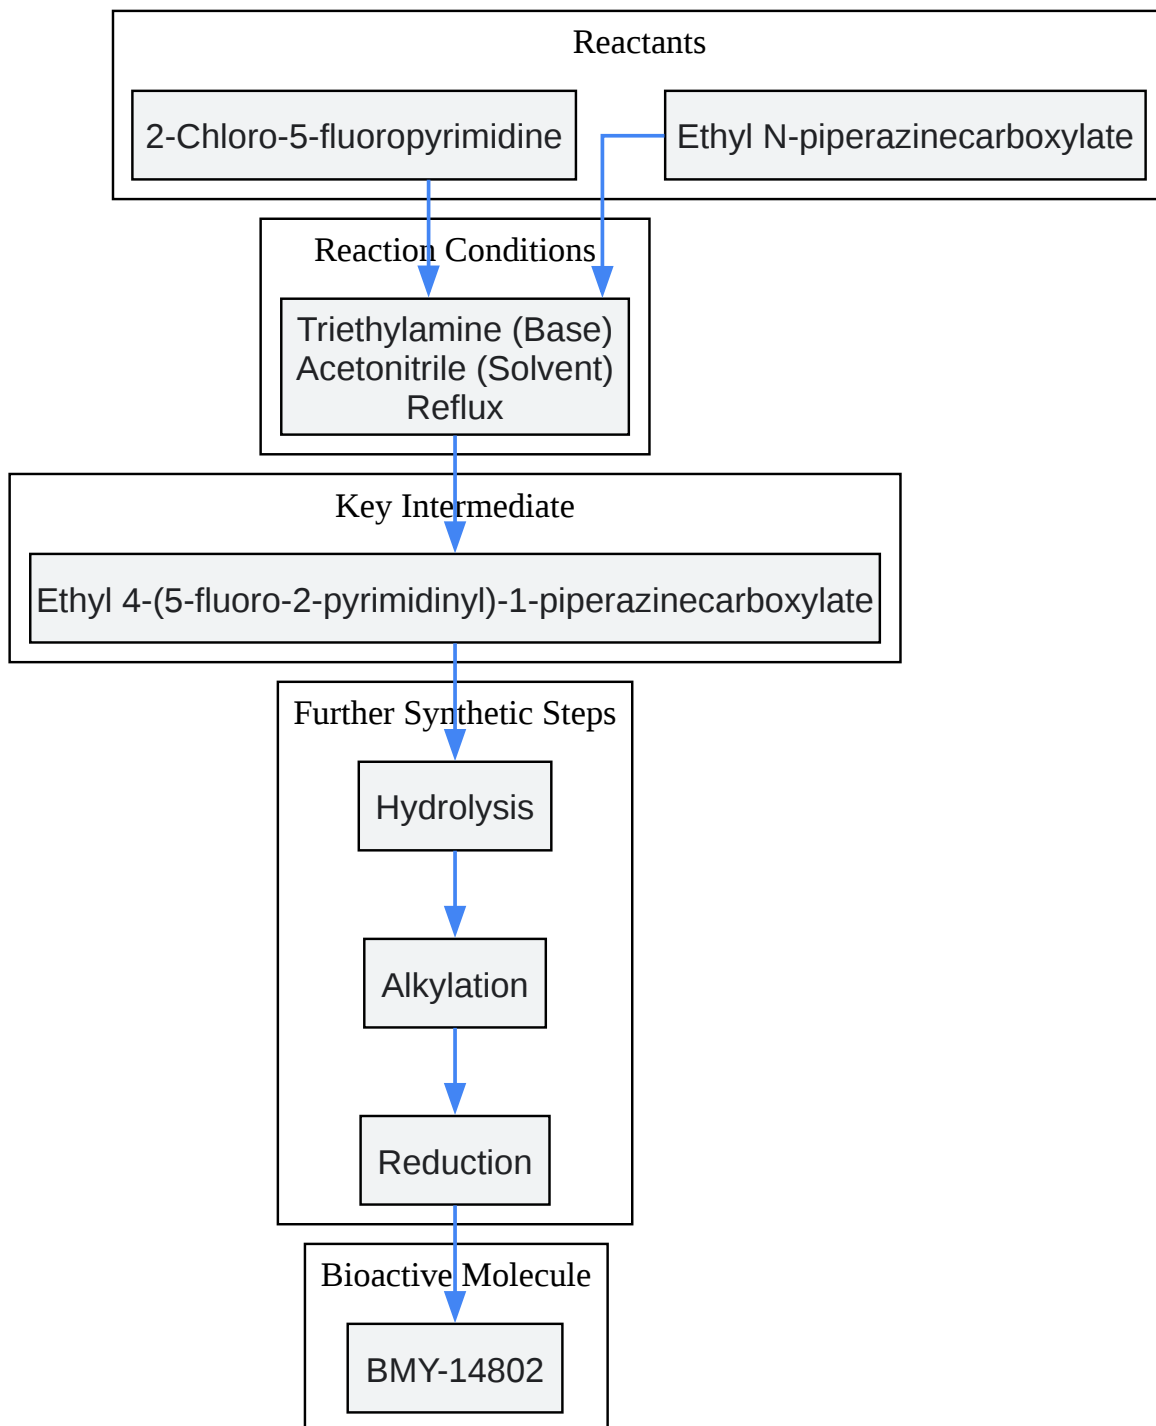 Reactants
2-Chloro-5-fluoropyrimidine
Ethyl N-piperazinecarboxylate
Reaction Conditions
Triethylamine (Base)
Acetonitrile (Solvent)
Reflux
Key Intermediate
Ethyl 4-(5-fluoro-2-pyrimidinyl)-1-piperazinecarboxylate
Further Synthetic Steps
Hydrolysis
Alkylation
Reduction
Bioactive Molecule
BMY-14802